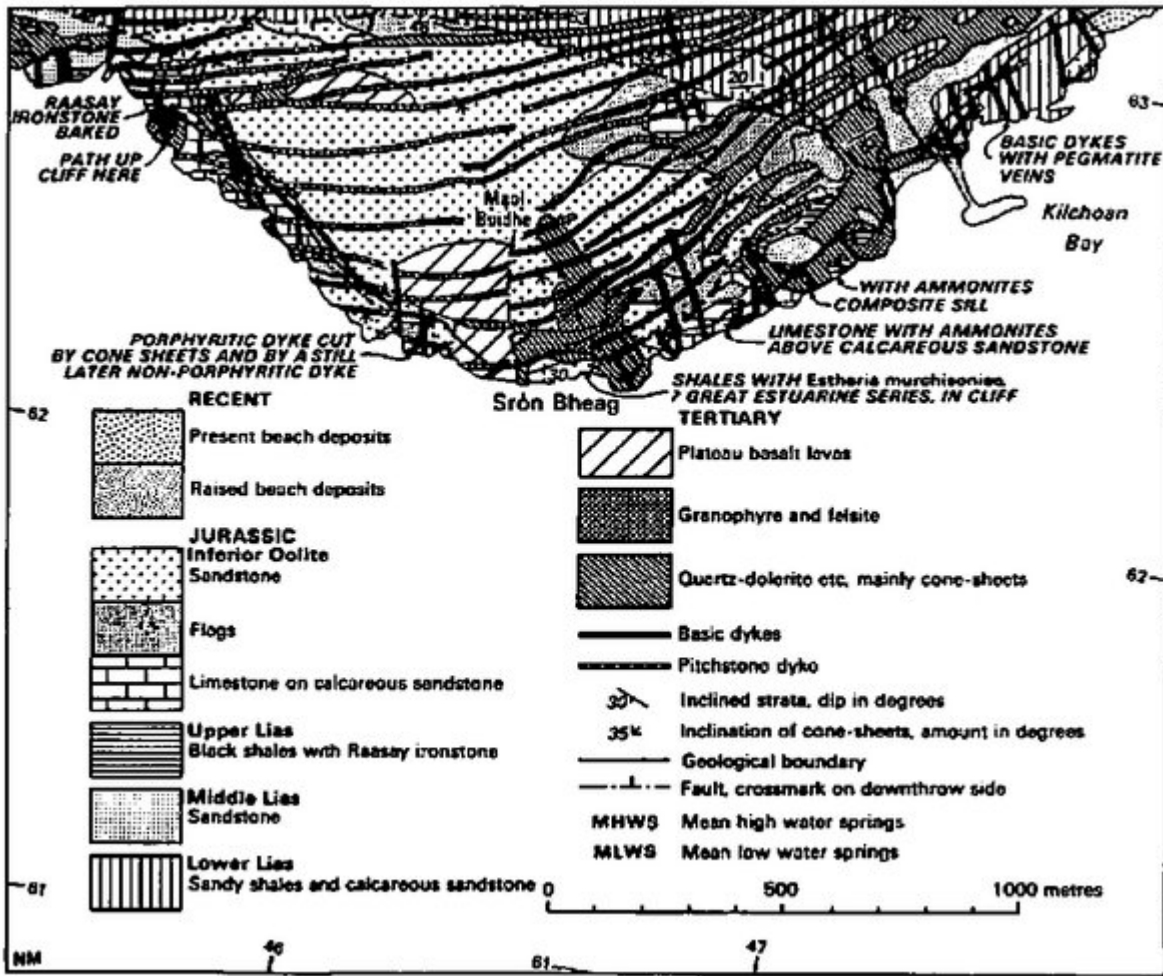 20
63
RAASAY
IRONSTONE
BAKED
PATH UP
CLIFF HERE
BASIC DYKES
WITH PEGMATITE
VEINS
Kilchoan
Bay
Maol
Buidhe
WITH AMMONITES
COMPOSITE SILL
LIMESTONE WITH AMMONITES
ABOVE CALCAREOUS SANDSTONE
PORPHYRITIC DYKE CUT
BY CONE SHEETS AND BY A STILL
LATER NON-PORPHYRITIC DYKE
30
SHALES WITH Estheria murchisoniae,
? GREAT ESTUARINE SERIES, IN CLIFF
Sròn Bheag
62
RECENT
Present beach deposits
Raised beach deposits
JURASSIC
Inferior Oolite
Sandstone
Flags
Limestone on calcareous sandstone
Upper Lias
Black shales with Raasay ironstone
Middle Lias
Sandstone
Lower Lias
Sandy shales and calcareous sandstone
TERTIARY
Plateau basalt lavas
Granophyre and felsite
Quartz-dolerite etc, mainly cone-sheets
62
Basic dykes
Pitchstone dyke
30 Inclined strata, dip in degrees
35 Inclination of cone-sheets, amount in degrees
Geological boundary
Fault, crossmark on downthrow side
MHWS Mean high water springs
MLWS Mean low water springs
0 500 1000 metres
61
NM
46
61
47